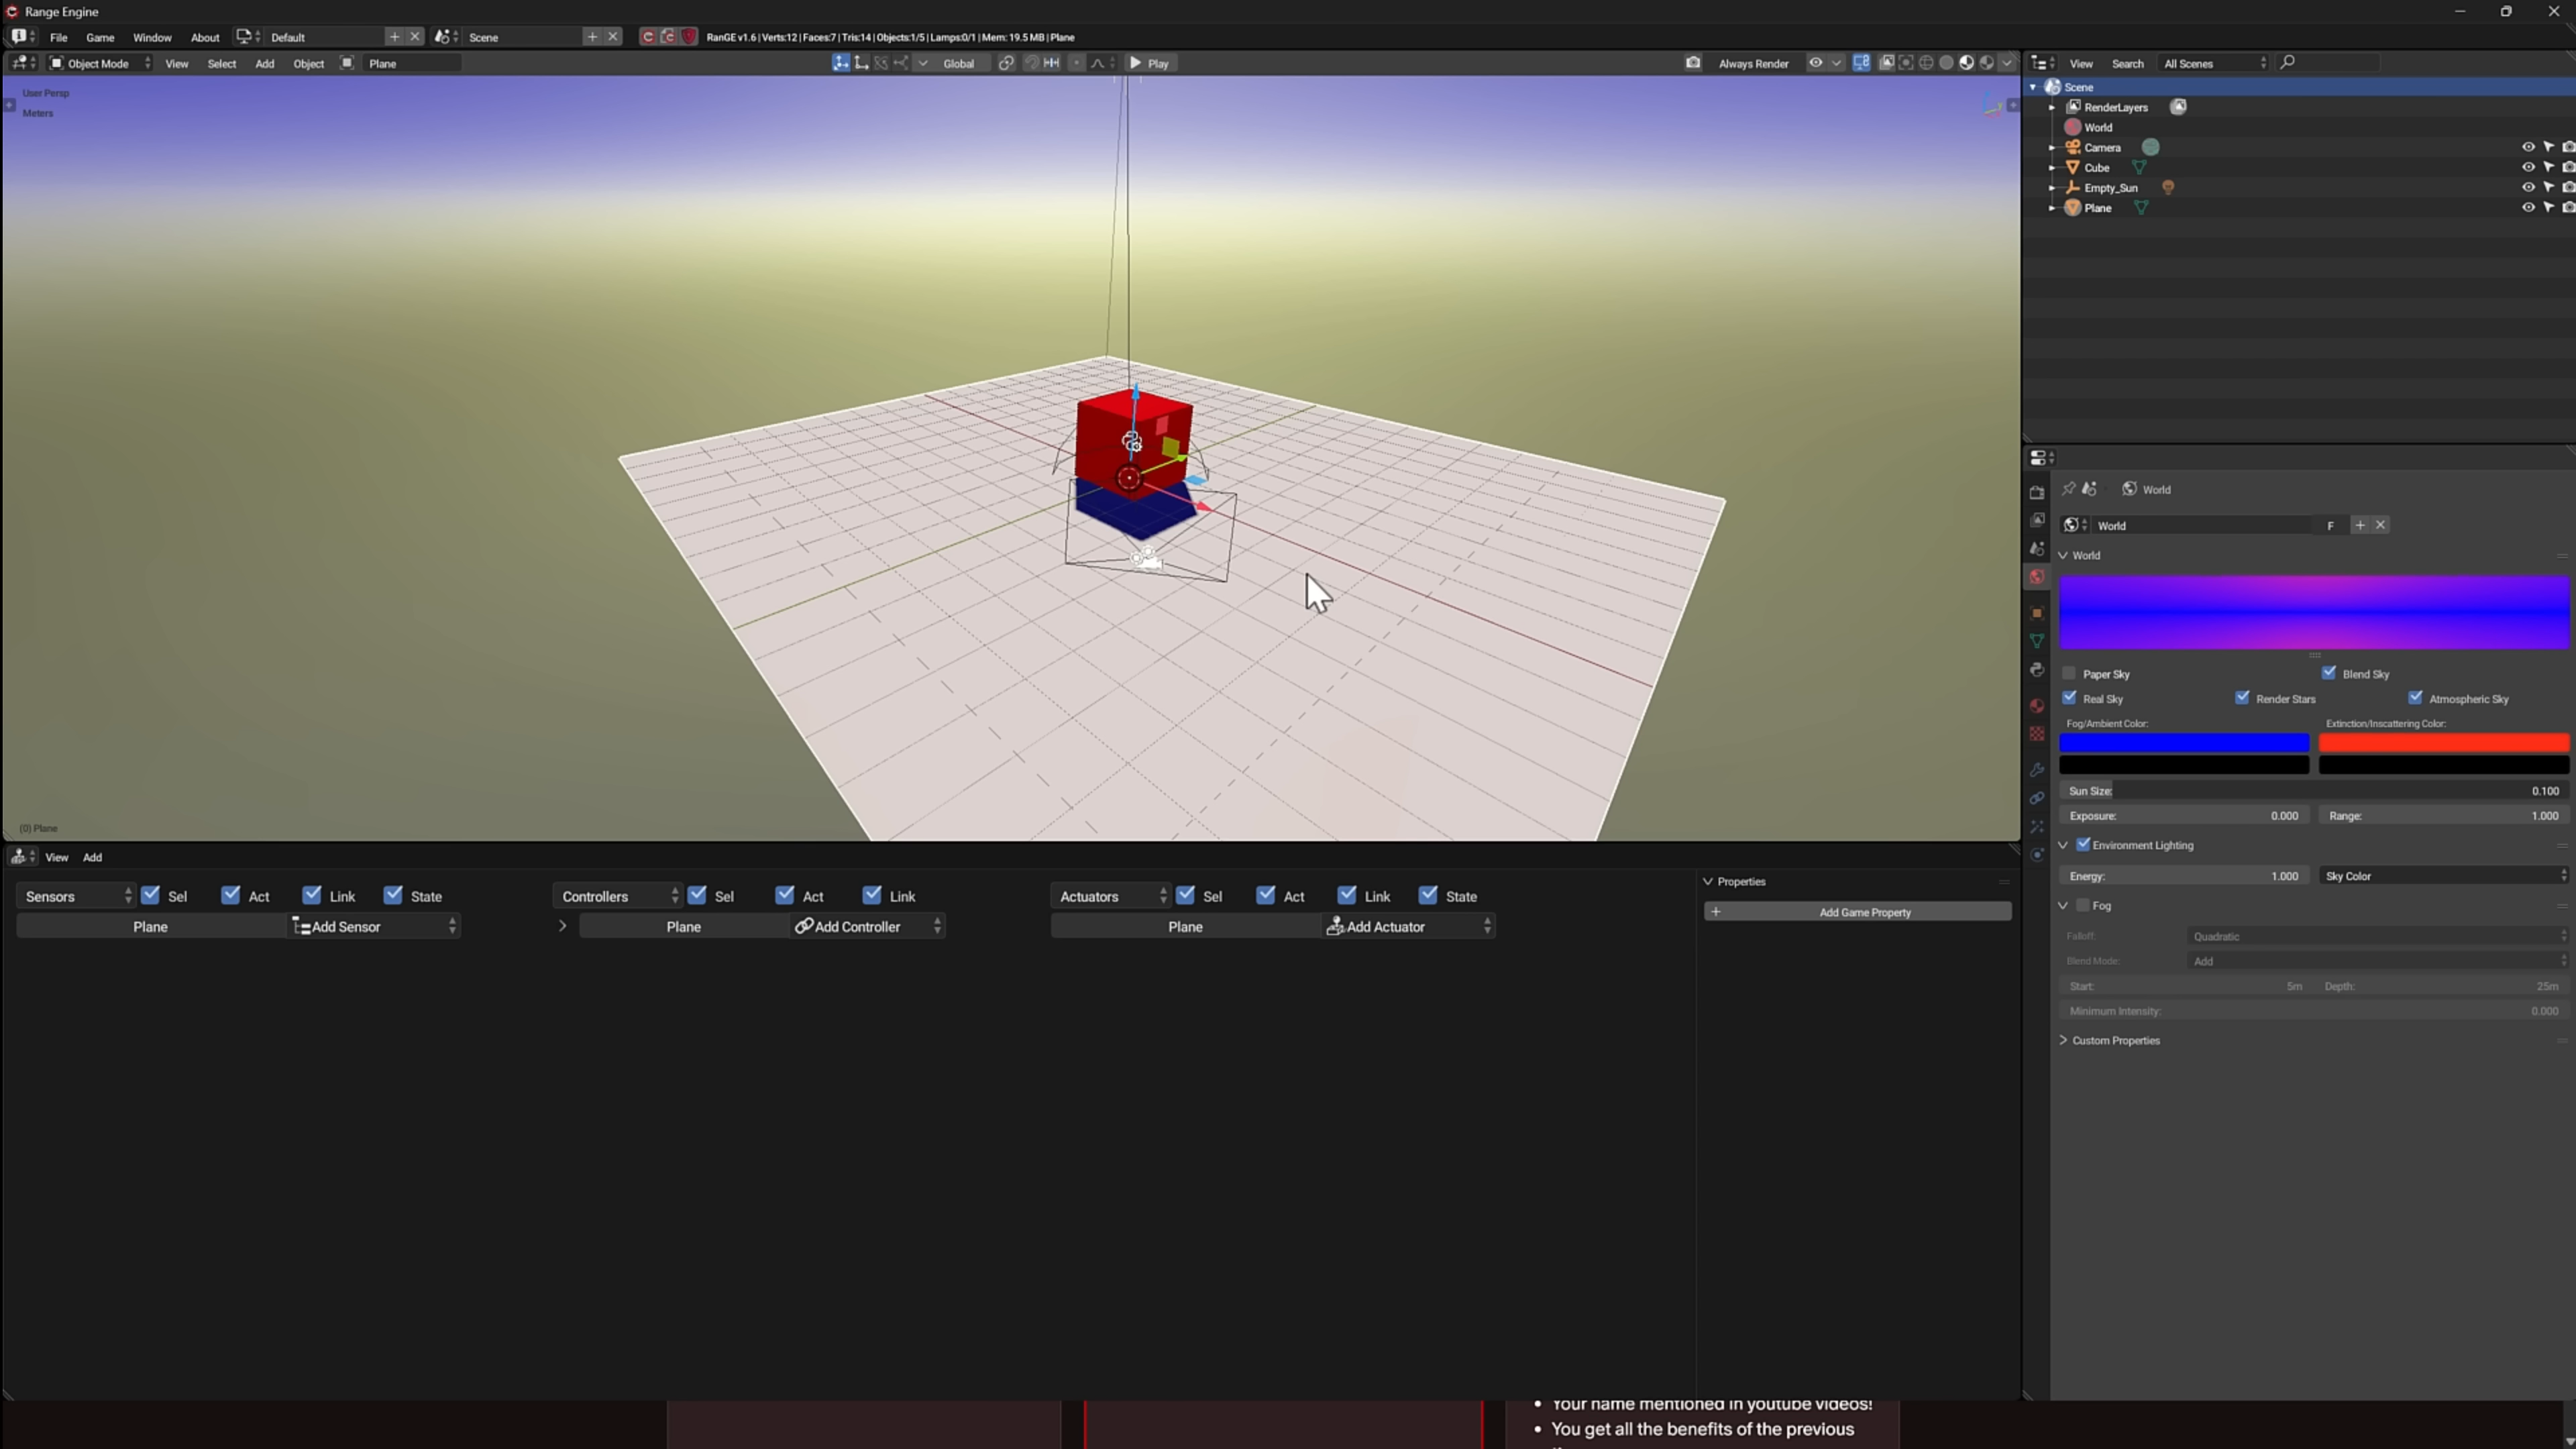 Range Engine
File Game Window About Default Scene RanGE v1.6 | Verts:12 | Faces:7 | Tris:14 | Objects:1/5 | Lamps:0/1 | Mem: 19.5 MB | Plane
Object Mode View Select Add Object Plane Global Play Always Render
View Search All Scenes
User Persp
Meters
Scene
RenderLayers
World
Camera
Cube
Empty_Sun
Plane
World
World F
World
Paper Sky Blend Sky
Real Sky Render Stars Atmospheric Sky
Fog/Ambient Color: Extinction/Inscattering Color:
Sun Size: 0.100
Exposure: 0.000 Range: 1.000
Environment Lighting
Energy: 1.000 Sky Color
Fog
Falloff: Quadratic
Blend Mode: Add
Start: 5m Depth: 25m
Minimum Intensity: 0.000
Custom Properties
(0) Plane
View Add
Sensors Sel Act Link State Controllers Sel Act Link Actuators Sel Act Link State
Plane Add Sensor Plane Add Controller Plane Add Actuator
Properties
Add Game Property
• Your name mentioned in youtube videos!
• You get all the benefits of the previous